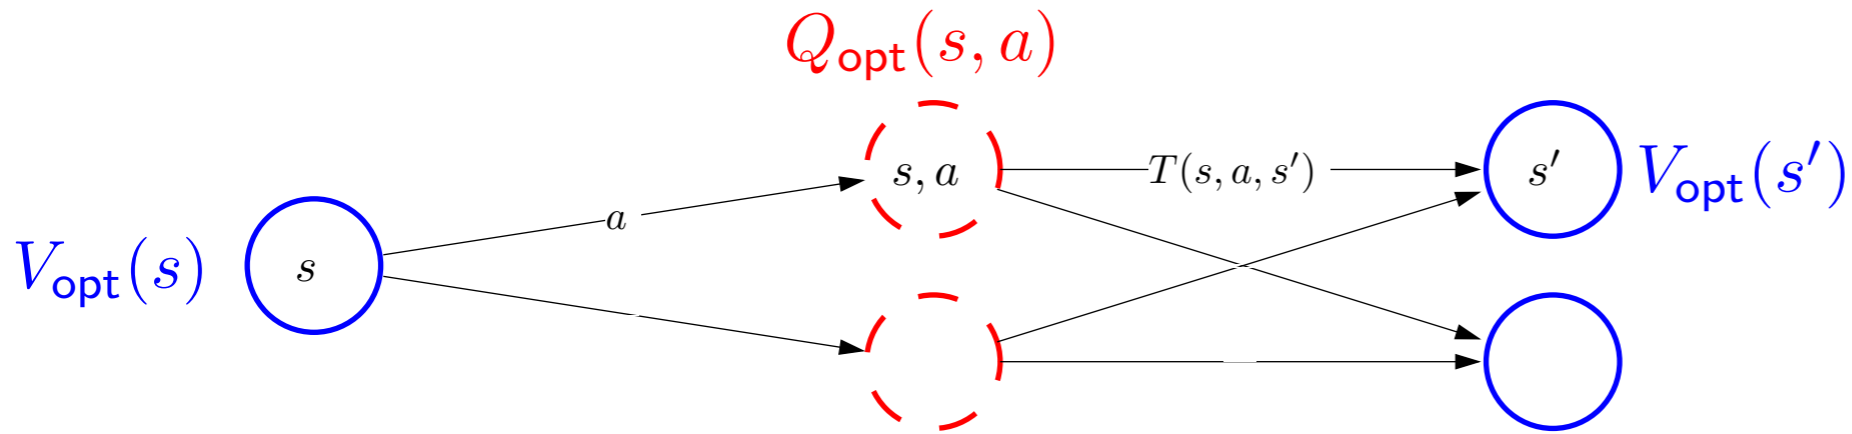 Q_opt(s, a)
s, a
T(s, a, s′)
s′
V_opt(s′)
a
V_opt(s)
s